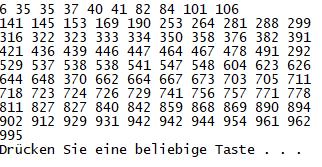 6 35 35 37 40 41 82 84 101 106
141 145 153 169 190 253 264 281 288 299
316 322 323 333 334 350 358 376 382 391
421 436 439 446 447 464 467 478 491 292
529 537 538 538 541 547 548 604 623 626
644 648 370 662 664 667 673 703 705 711
718 723 724 726 729 741 756 757 771 778
811 827 827 840 842 859 868 869 890 894
902 912 929 931 942 942 944 954 961 962
995
Drücken Sie eine beliebige Taste . . .